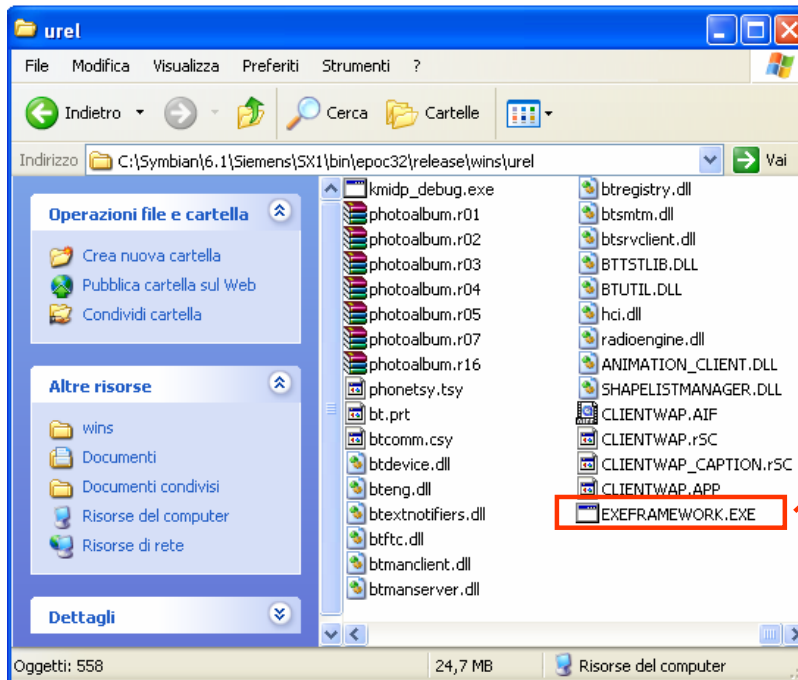 urel
File Modifica Visualizza Preferiti Strumenti ?
Indietro Cerca Cartelle
Indirizzo C:\Symbian\6.1\Siemens\SX1\bin\epoc32\release\wins\urel Vai
Operazioni file e cartella
Crea nuova cartella
Pubblica cartella sul Web
Condividi cartella
Altre risorse
wins
Documenti
Documenti condivisi
Risorse del computer
Risorse di rete
Dettagli
kmidp_debug.exe
photoalbum.r01
photoalbum.r02
photoalbum.r03
photoalbum.r04
photoalbum.r05
photoalbum.r07
photoalbum.r16
phonetsy.tsy
bt.prt
btcomm.csy
btdevice.dll
bteng.dll
btextnotifiers.dll
btftc.dll
btmanclient.dll
btmanserver.dll
btregistry.dll
btsmtm.dll
btsrvclient.dll
BTTSTLIB.DLL
BTUTIL.DLL
hci.dll
radioengine.dll
ANIMATION_CLIENT.DLL
SHAPELISTMANAGER.DLL
CLIENTWAP.AIF
CLIENTWAP.rSC
CLIENTWAP_CAPTION.rSC
CLIENTWAP.APP
EXEFRAMEWORK.EXE
Oggetti: 558 24,7 MB Risorse del computer